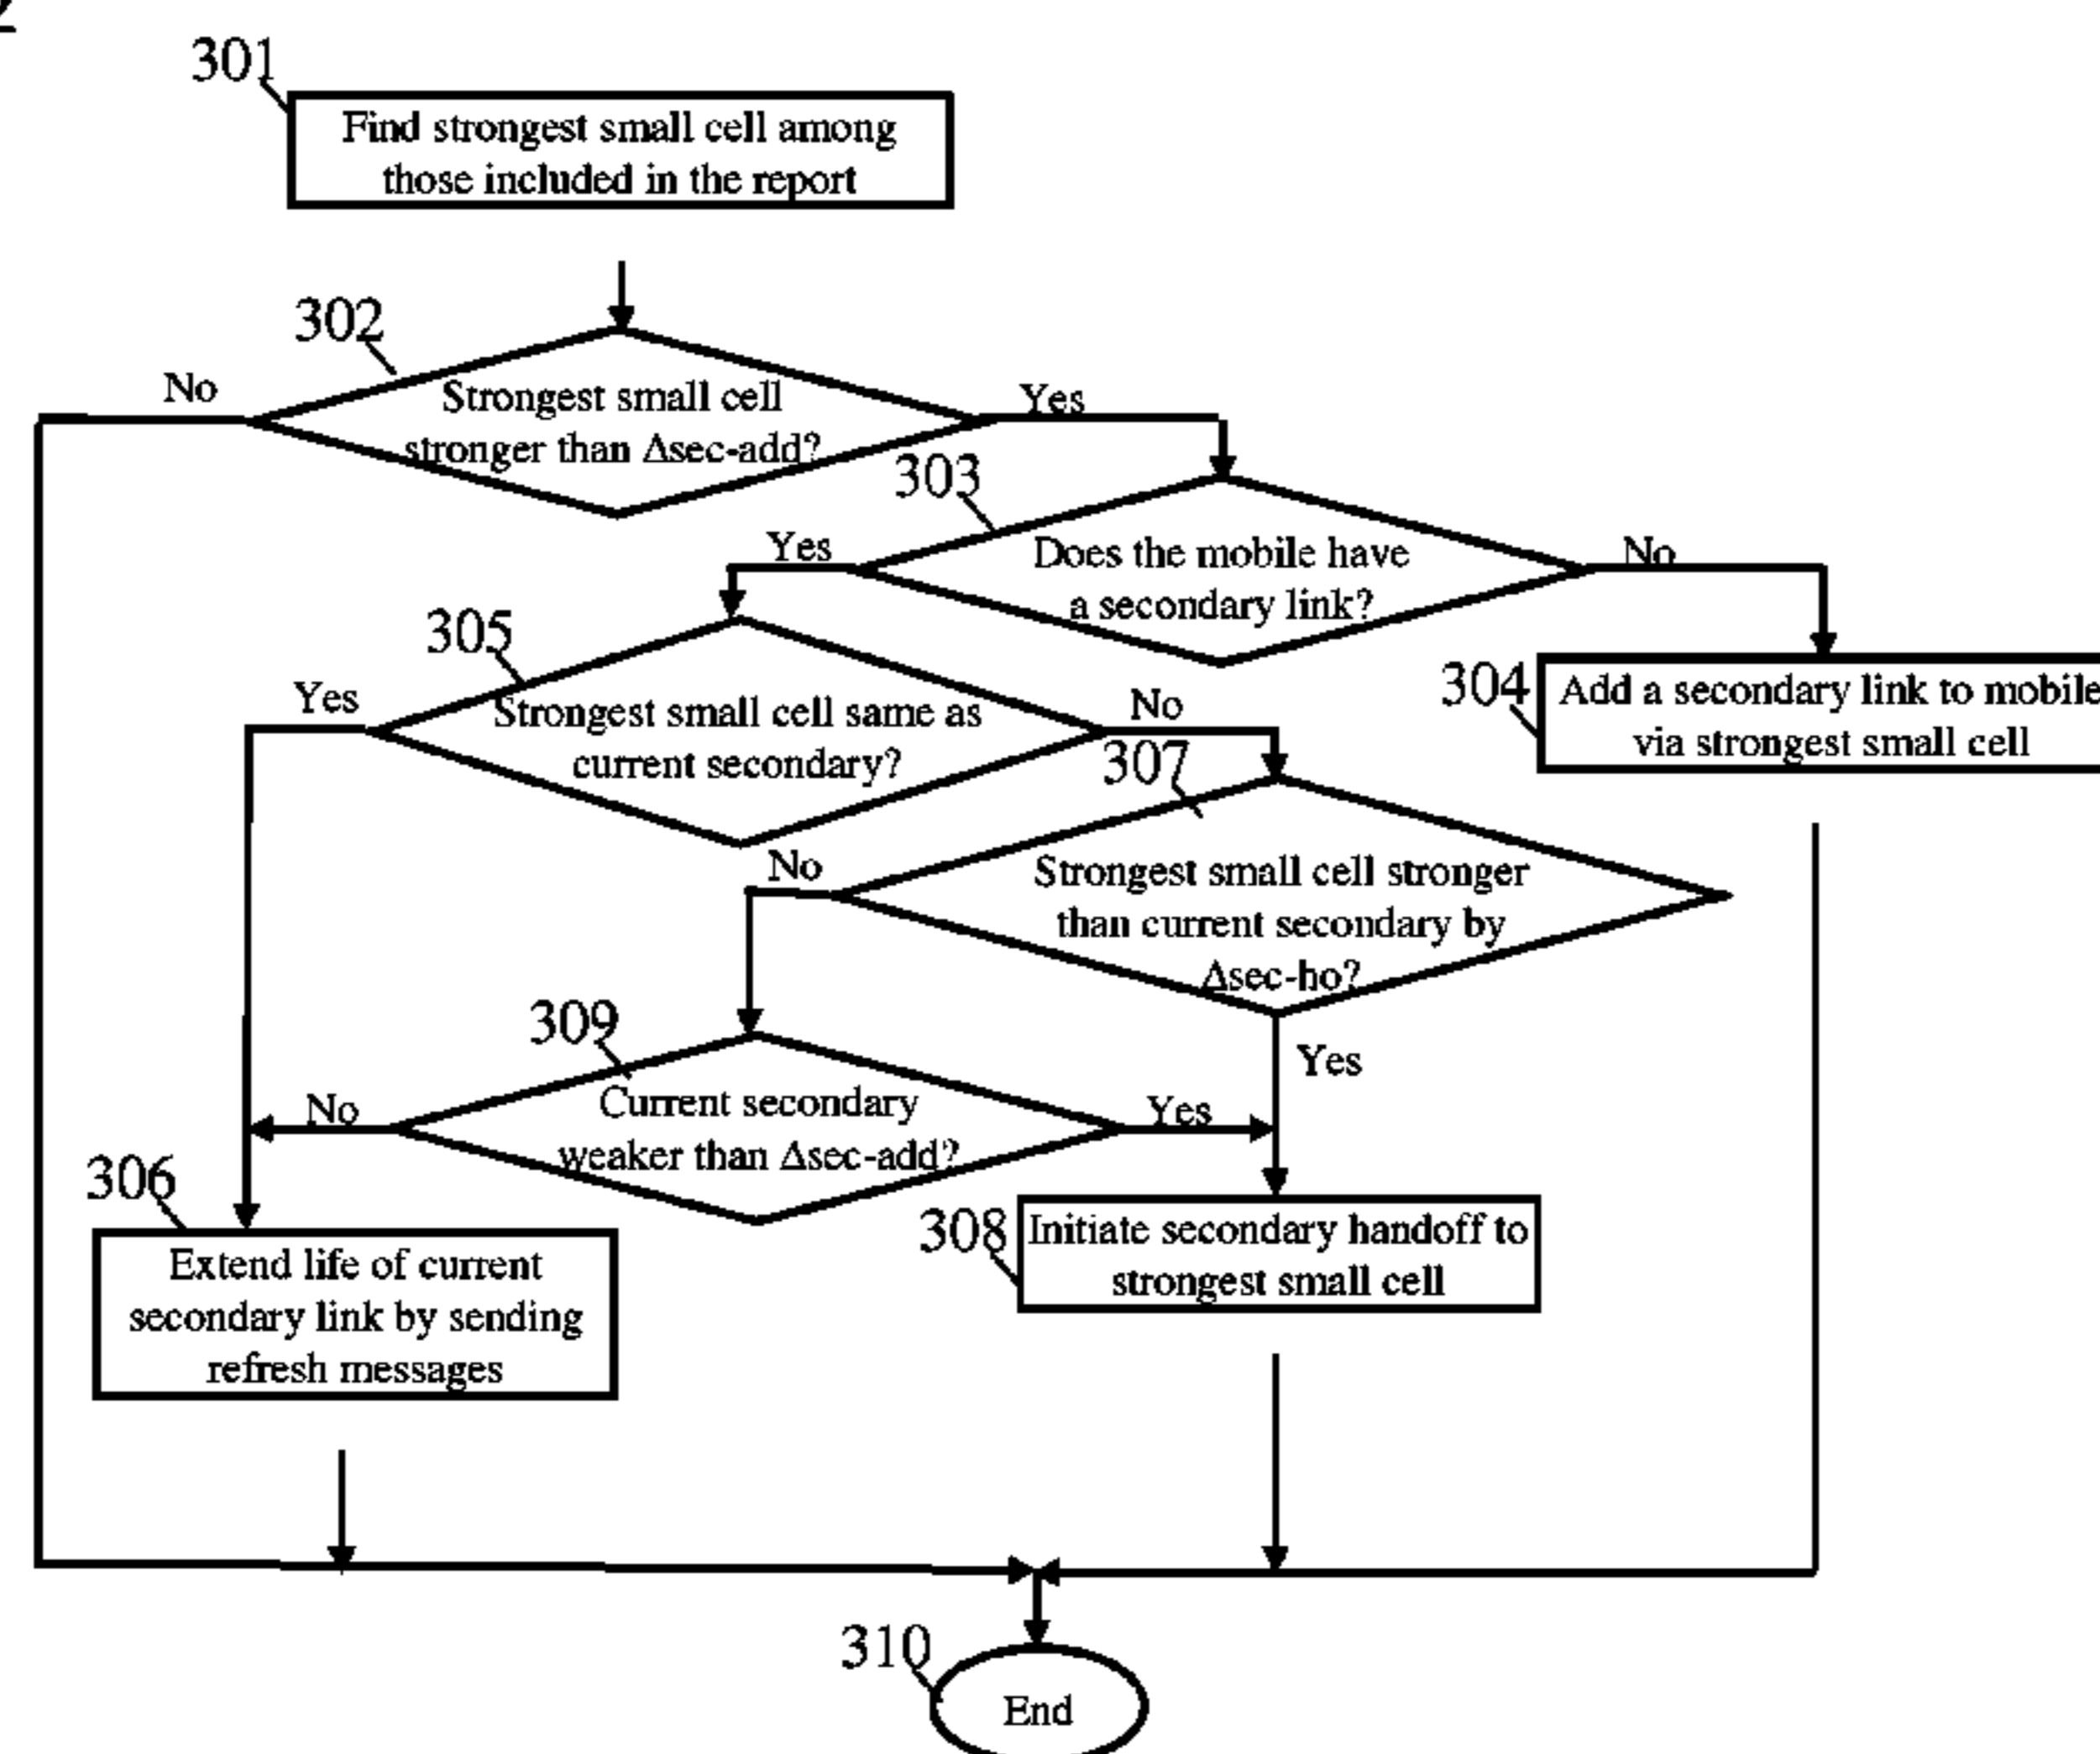 2
301
Find strongest small cell among
those included in the report
302
No
Strongest small cell
stronger than Δsec-add?
Yes
303
Yes
Does the mobile have
a secondary link?
No
304
Add a secondary link to mobile
via strongest small cell
305
Yes
Strongest small cell same as
current secondary?
No
307
No
Strongest small cell stronger
than current secondary by
Δsec-ho?
Yes
309
No
Current secondary
weaker than Δsec-add?
Yes
306
Extend life of current
secondary link by sending
refresh messages
308
Initiate secondary handoff to
strongest small cell
310
End